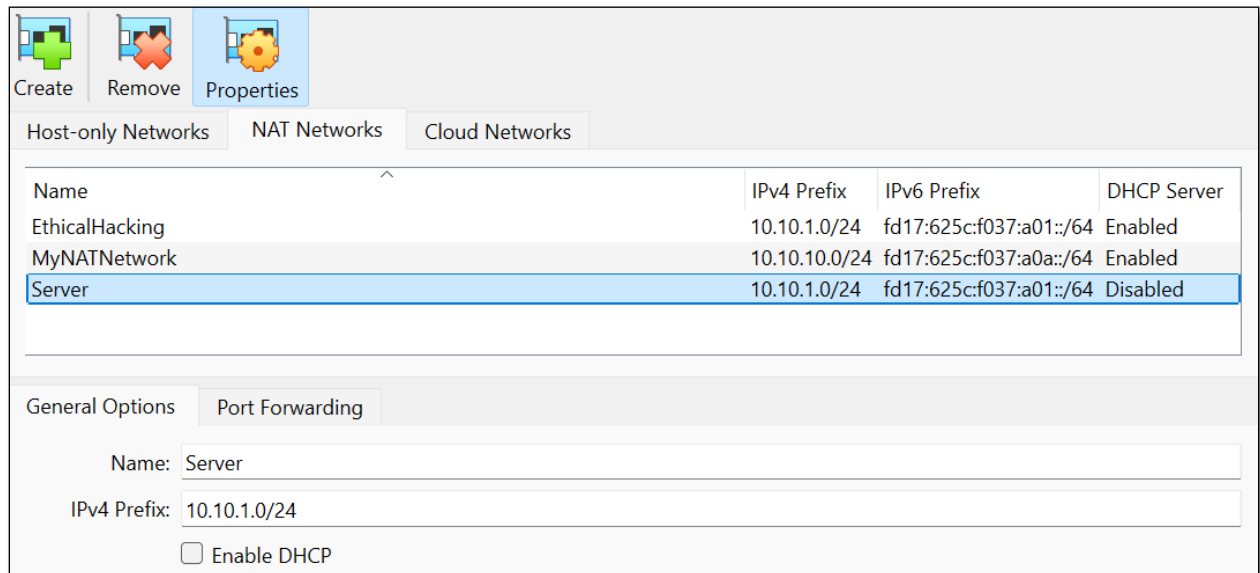 Create Remove Properties
Host-only Networks NAT Networks Cloud Networks
Name IPv4 Prefix IPv6 Prefix DHCP Server
EthicalHacking 10.10.1.0/24 fd17:625c:f037:a01::/64 Enabled
MyNATNetwork 10.10.10.0/24 fd17:625c:f037:a0a::/64 Enabled
Server 10.10.1.0/24 fd17:625c:f037:a01::/64 Disabled
General Options Port Forwarding
Name: Server
IPv4 Prefix: 10.10.1.0/24
Enable DHCP